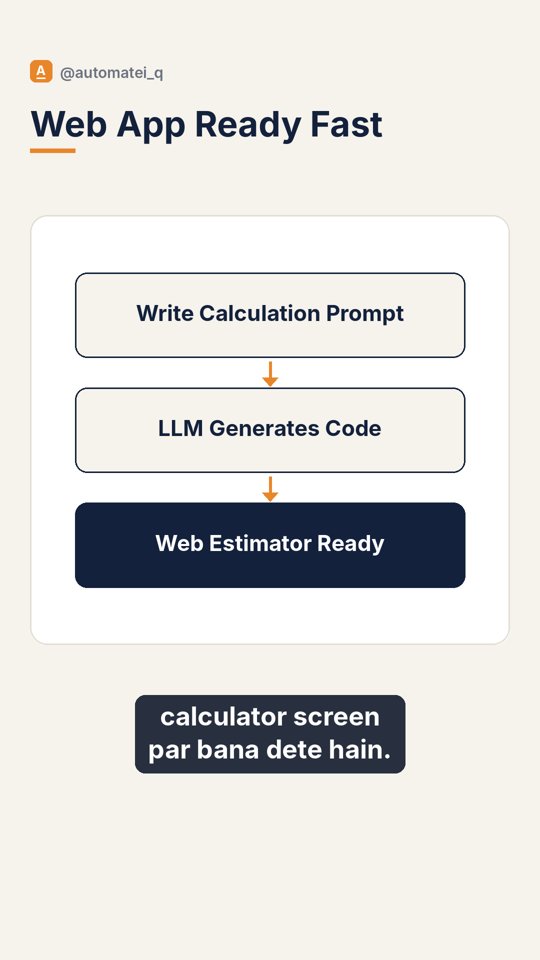 A
@automatei_q
Web App Ready Fast
Write Calculation Prompt
LLM Generates Code
Web Estimator Ready
calculator screen
par bana dete hain.